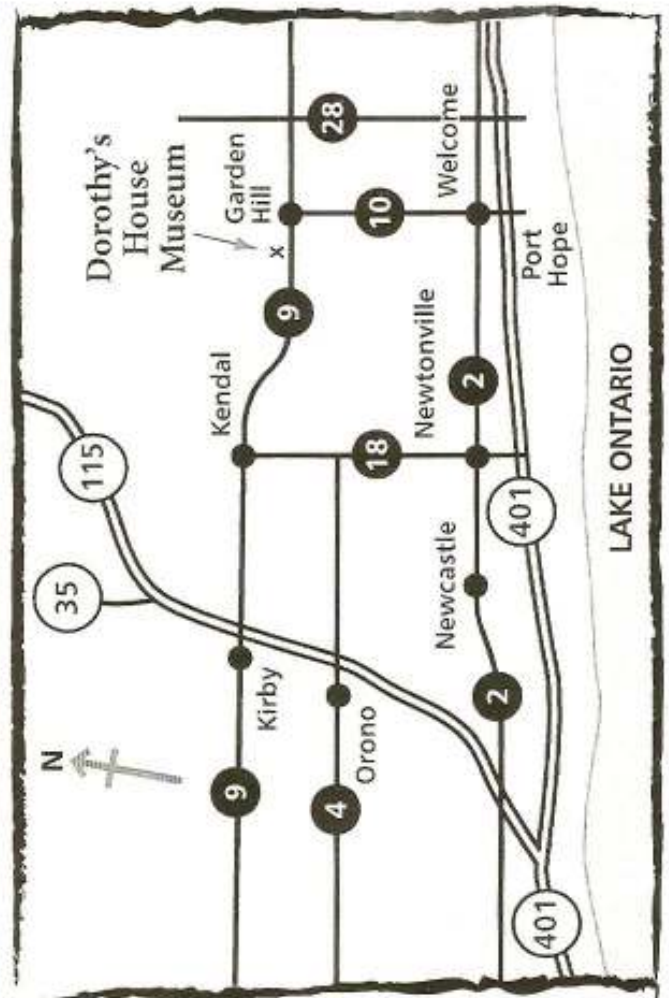 N
35
115
Dorothy's
House
Museum
x
9
Kirby
Kendal
9
Garden
Hill
28
4
Orono
18
10
2
Newcastle
Newtonville
2
Welcome
401
401
Port
Hope
LAKE ONTARIO